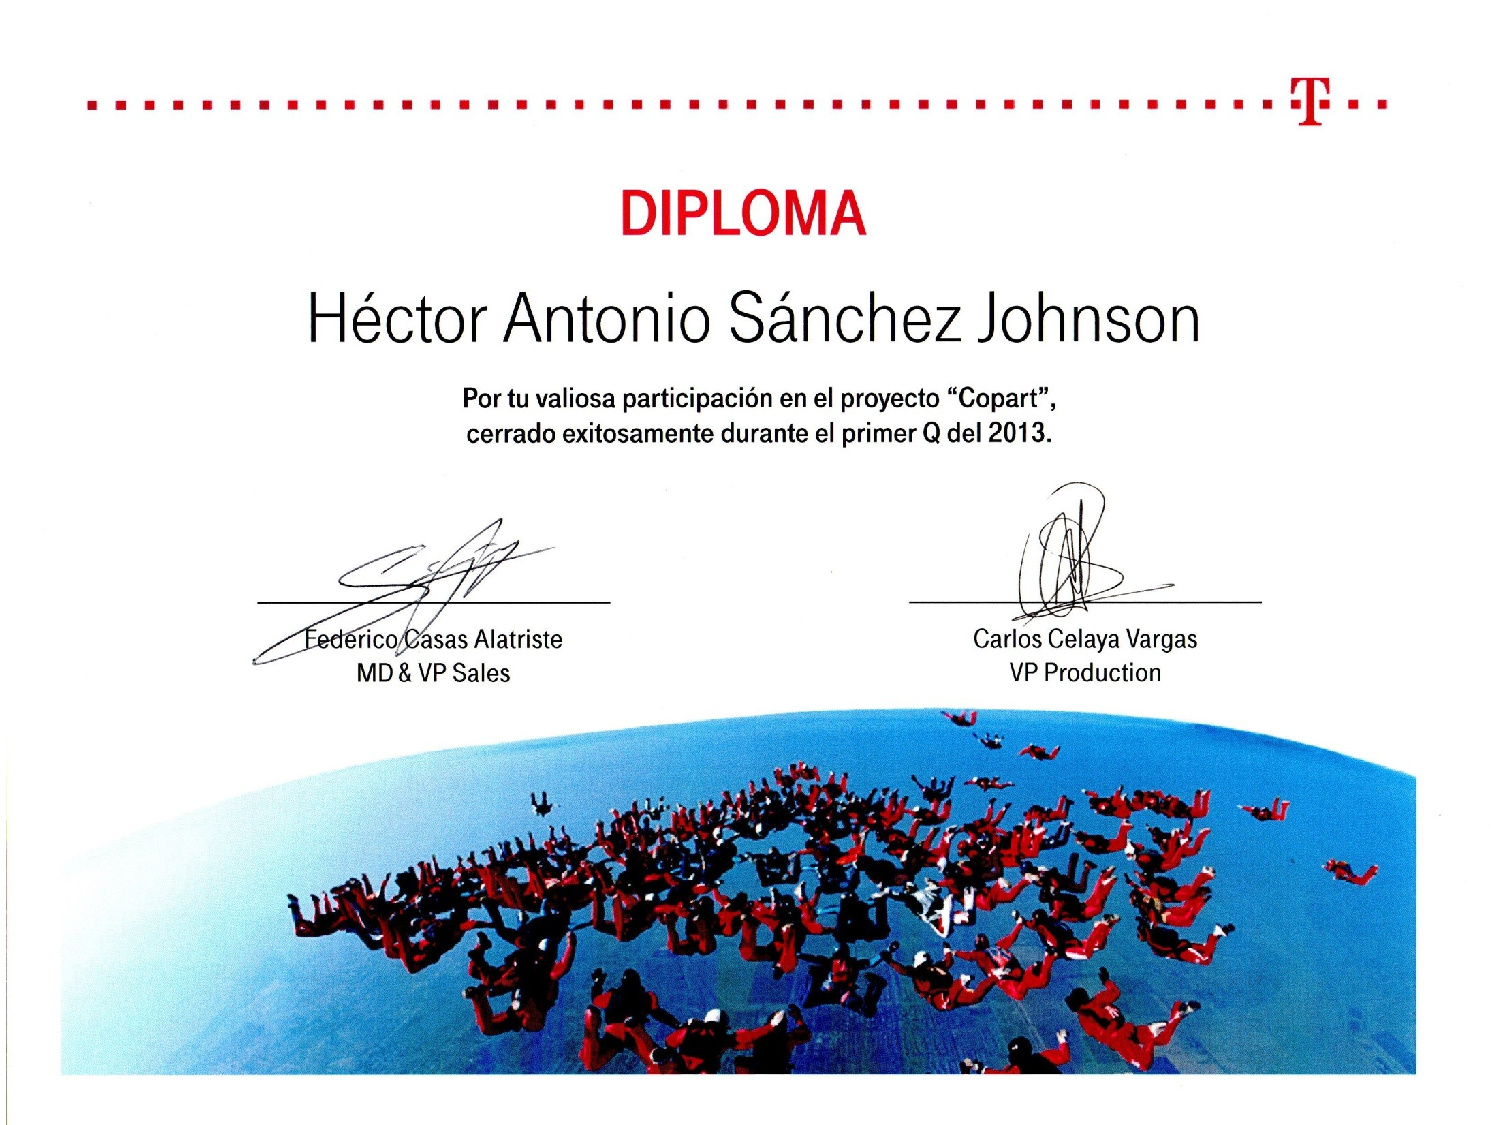 T
DIPLOMA
Héctor Antonio Sánchez Johnson
Por tu valiosa participación en el proyecto “Copart”,
cerrado exitosamente durante el primer Q del 2013.
Federico Casas Alatriste
MD & VP Sales
Carlos Celaya Vargas
VP Production